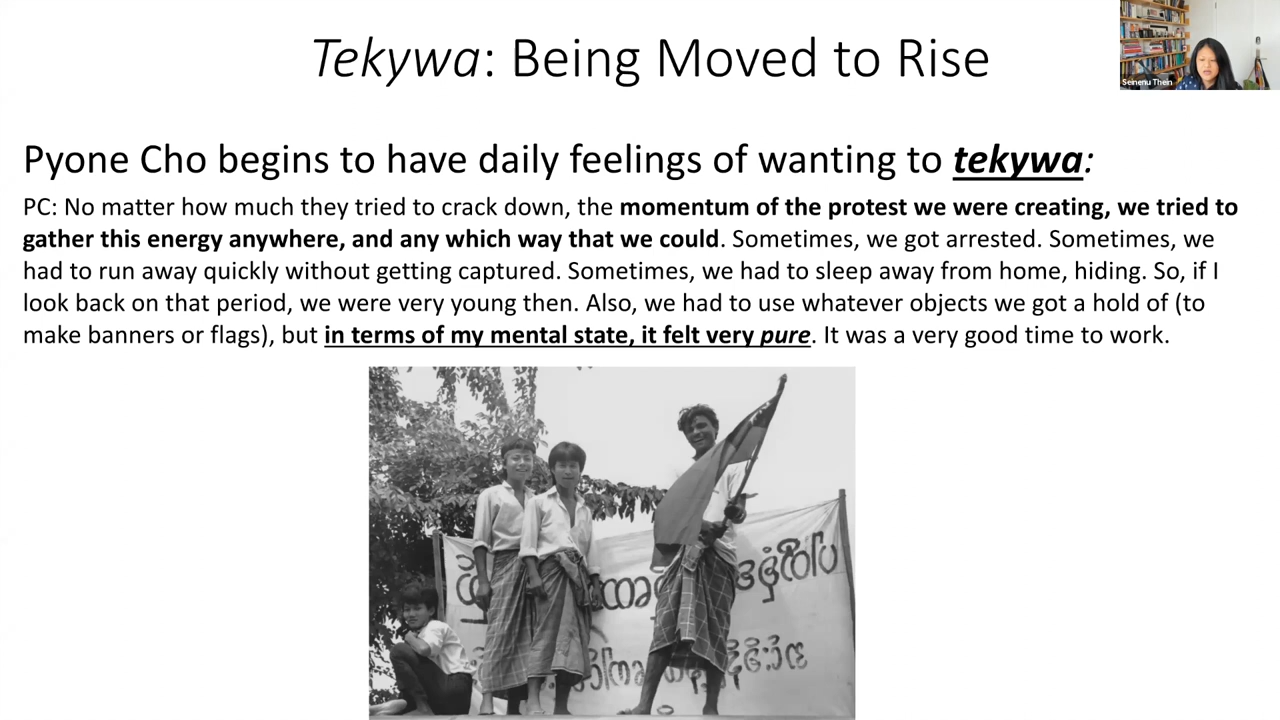 Tekywa: Being Moved to Rise
Seinenu Thein
Pyone Cho begins to have daily feelings of wanting to tekywa:
PC: No matter how much they tried to crack down, the momentum of the protest we were creating, we tried to
gather this energy anywhere, and any which way that we could. Sometimes, we got arrested. Sometimes, we
had to run away quickly without getting captured. Sometimes, we had to sleep away from home, hiding. So, if I
look back on that period, we were very young then. Also, we had to use whatever objects we got a hold of (to
make banners or flags), but in terms of my mental state, it felt very pure. It was a very good time to work.